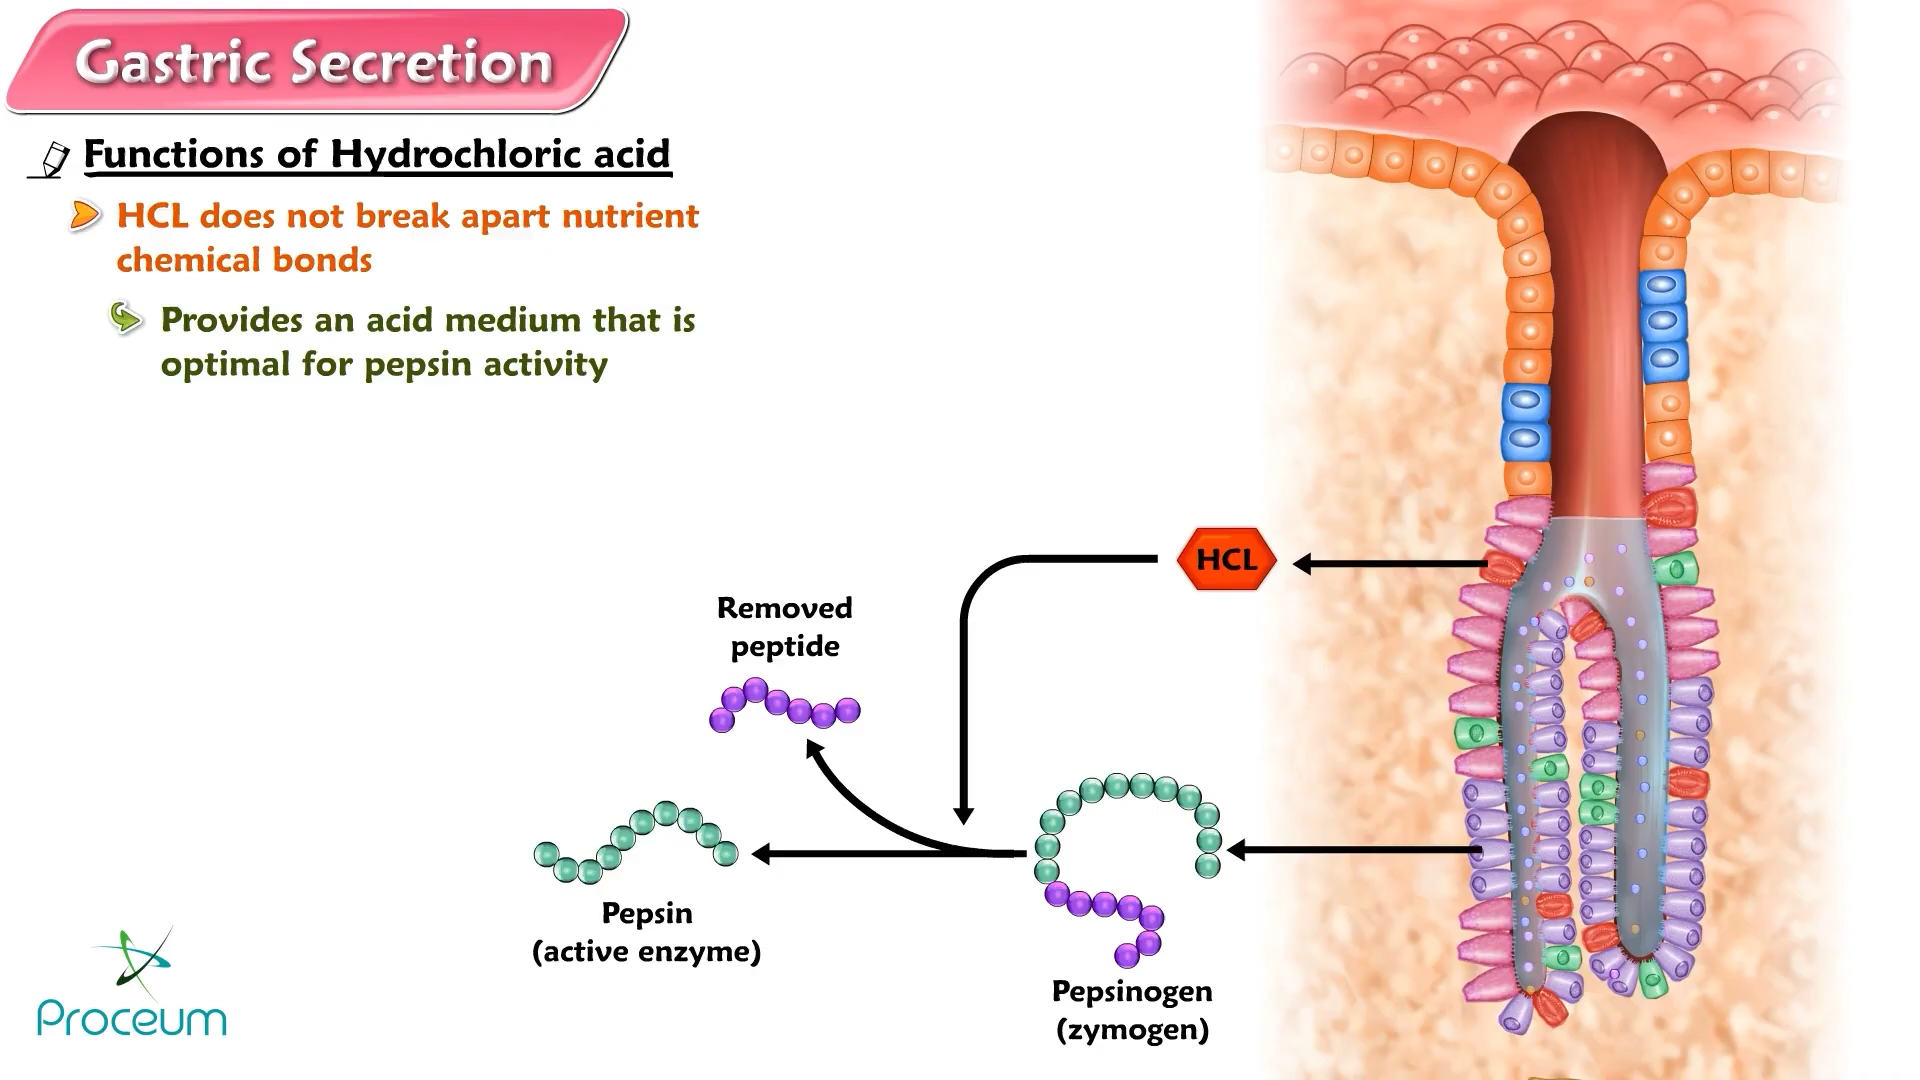 Gastric Secretion
Functions of Hydrochloric acid
HCL does not break apart nutrient
chemical bonds
Provides an acid medium that is
optimal for pepsin activity
HCL
Removed
peptide
Pepsin
(active enzyme)
Pepsinogen
(zymogen)
Proceum